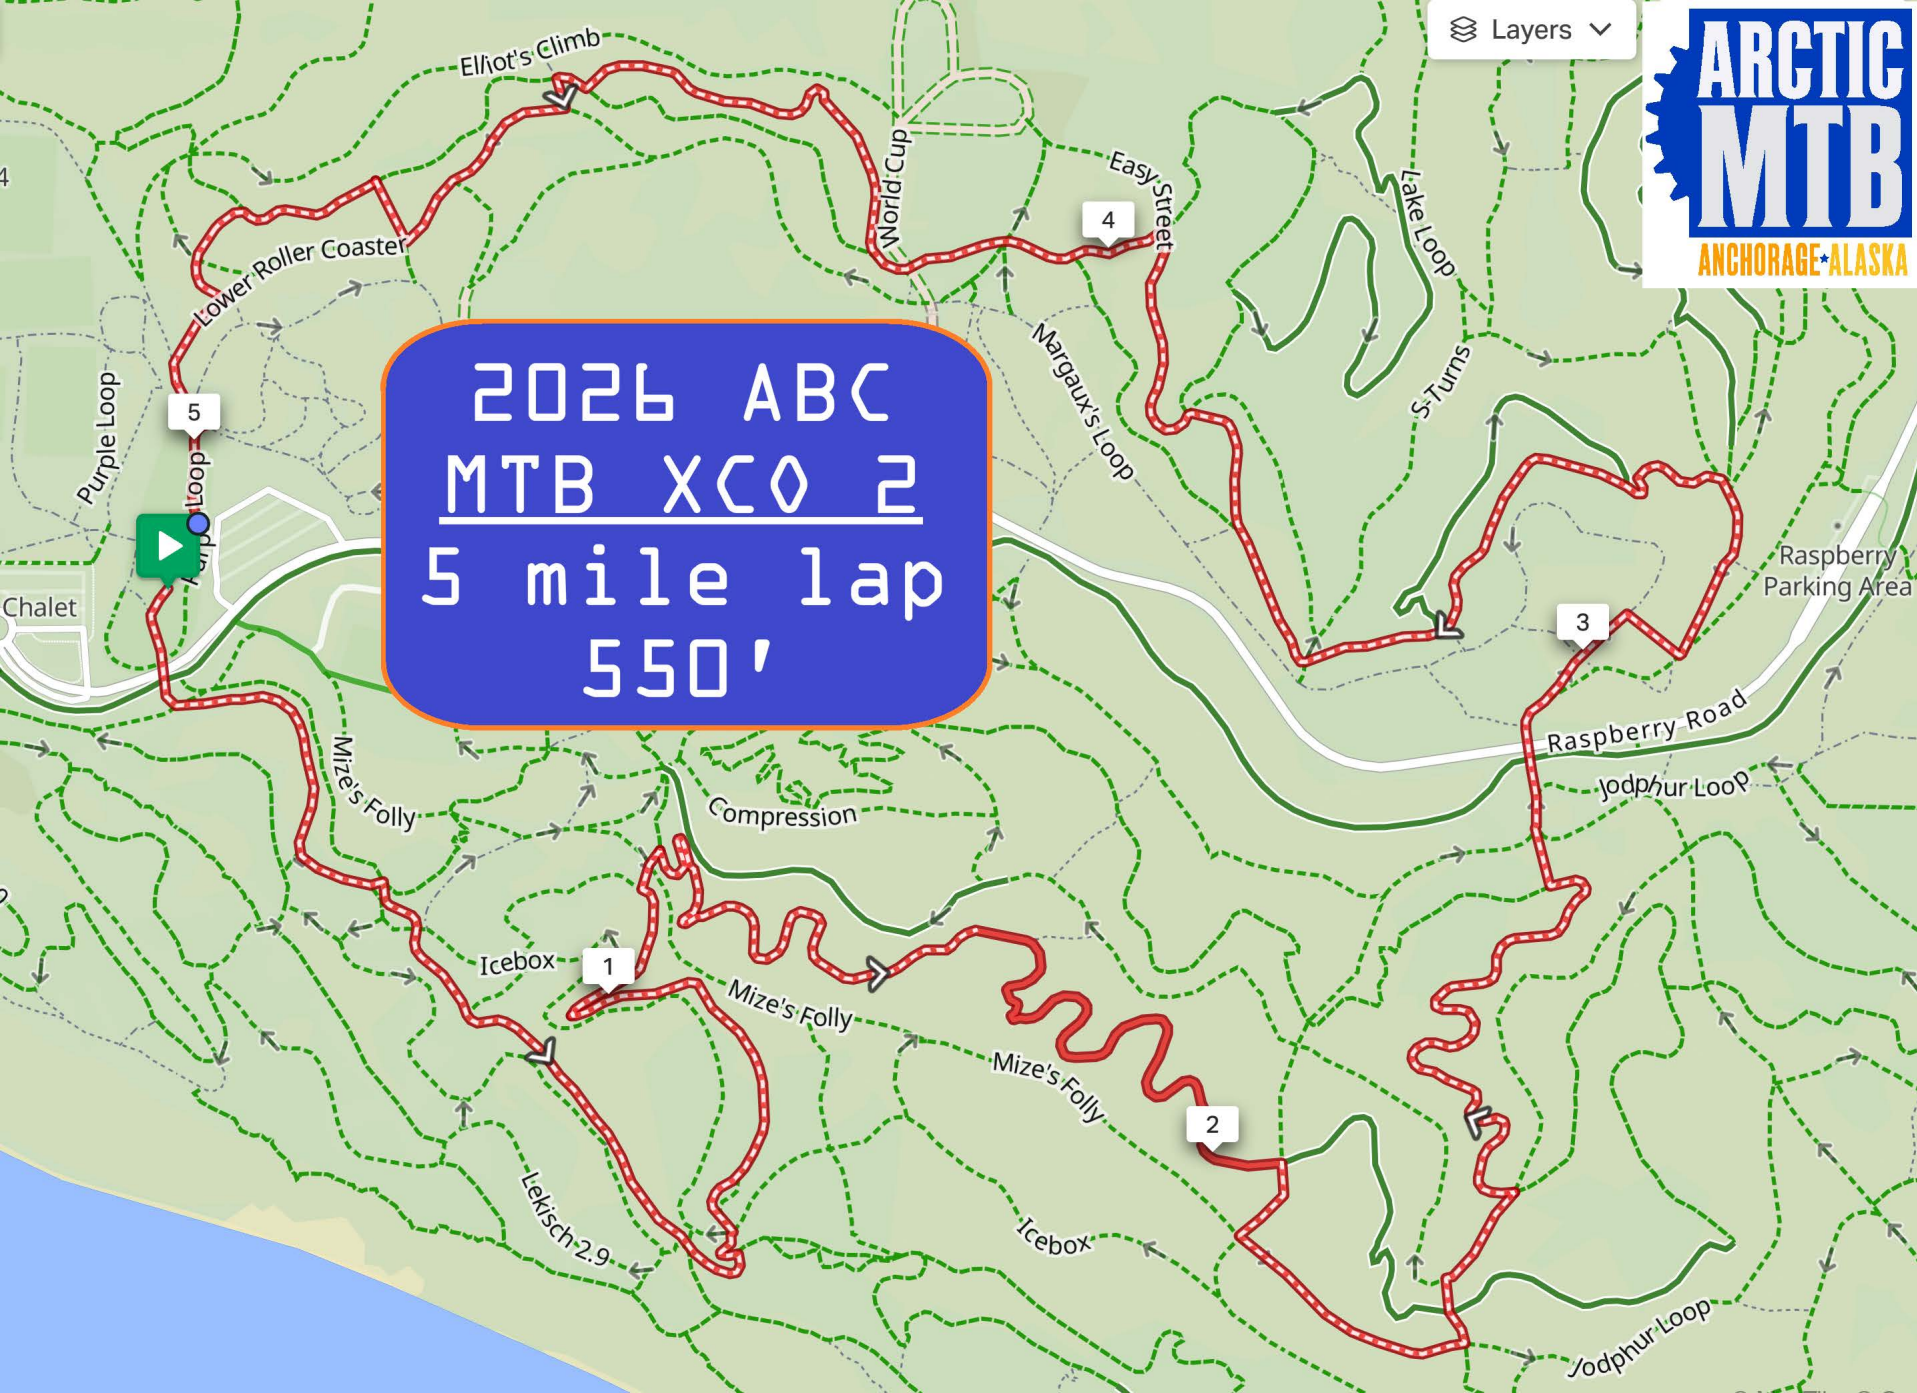 Elliot's Climb
Layers
ARCTIC
MTB
ANCHORAGE★ALASKA
World Cup
Easy Street
Lake Loop
4
4
Lower Roller Coaster
Margaux's Loop
S-Turns
2026 ABC
MTB XCO 2
5 mile lap
550'
Purple Loop
5
Purple Loop
Chalet
Raspberry
Parking Area
3
Raspberry Road
Jodphur Loop
Mize's Folly
Compression
Icebox
1
Mize's Folly
Mize's Folly
2
Lekisch 2.9
Icebox
Jodphur Loop